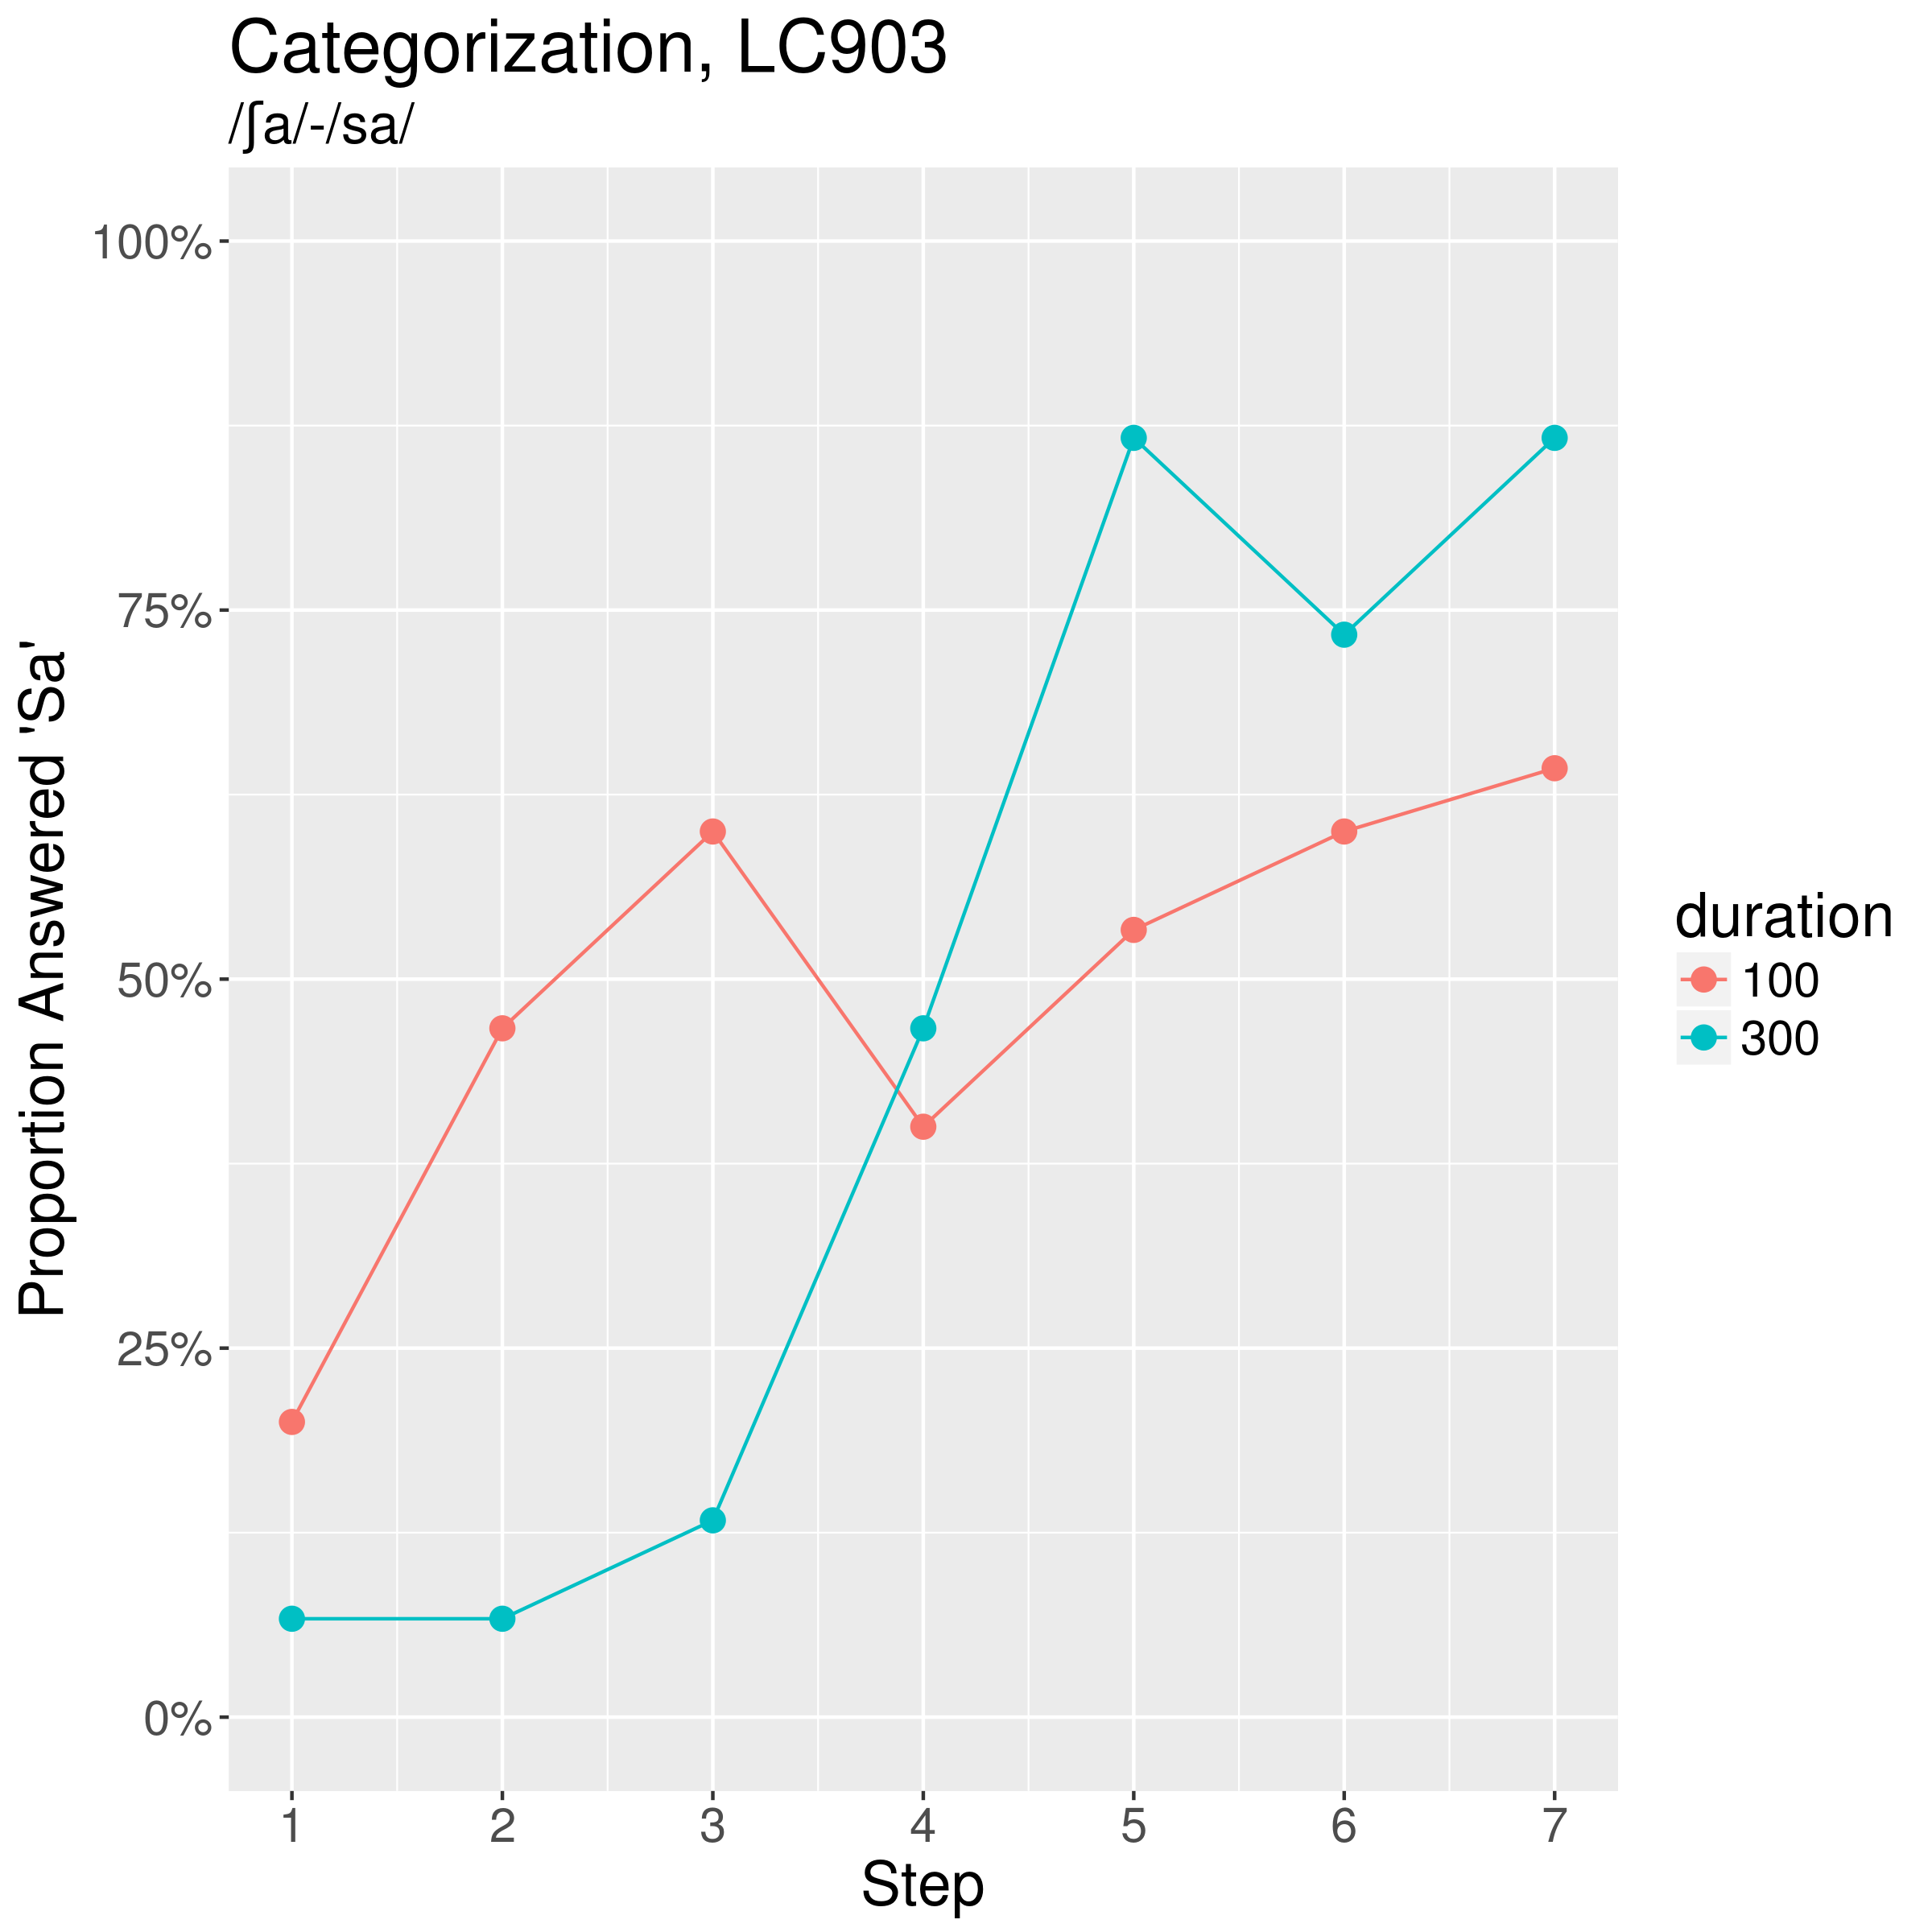 Categorization, LC903
/ʃa/-/sa/
100%
75%
50%
25%
0%
Proportion Answered 'Sa'
1 2 3 4 5 6 7
Step
duration
100
300